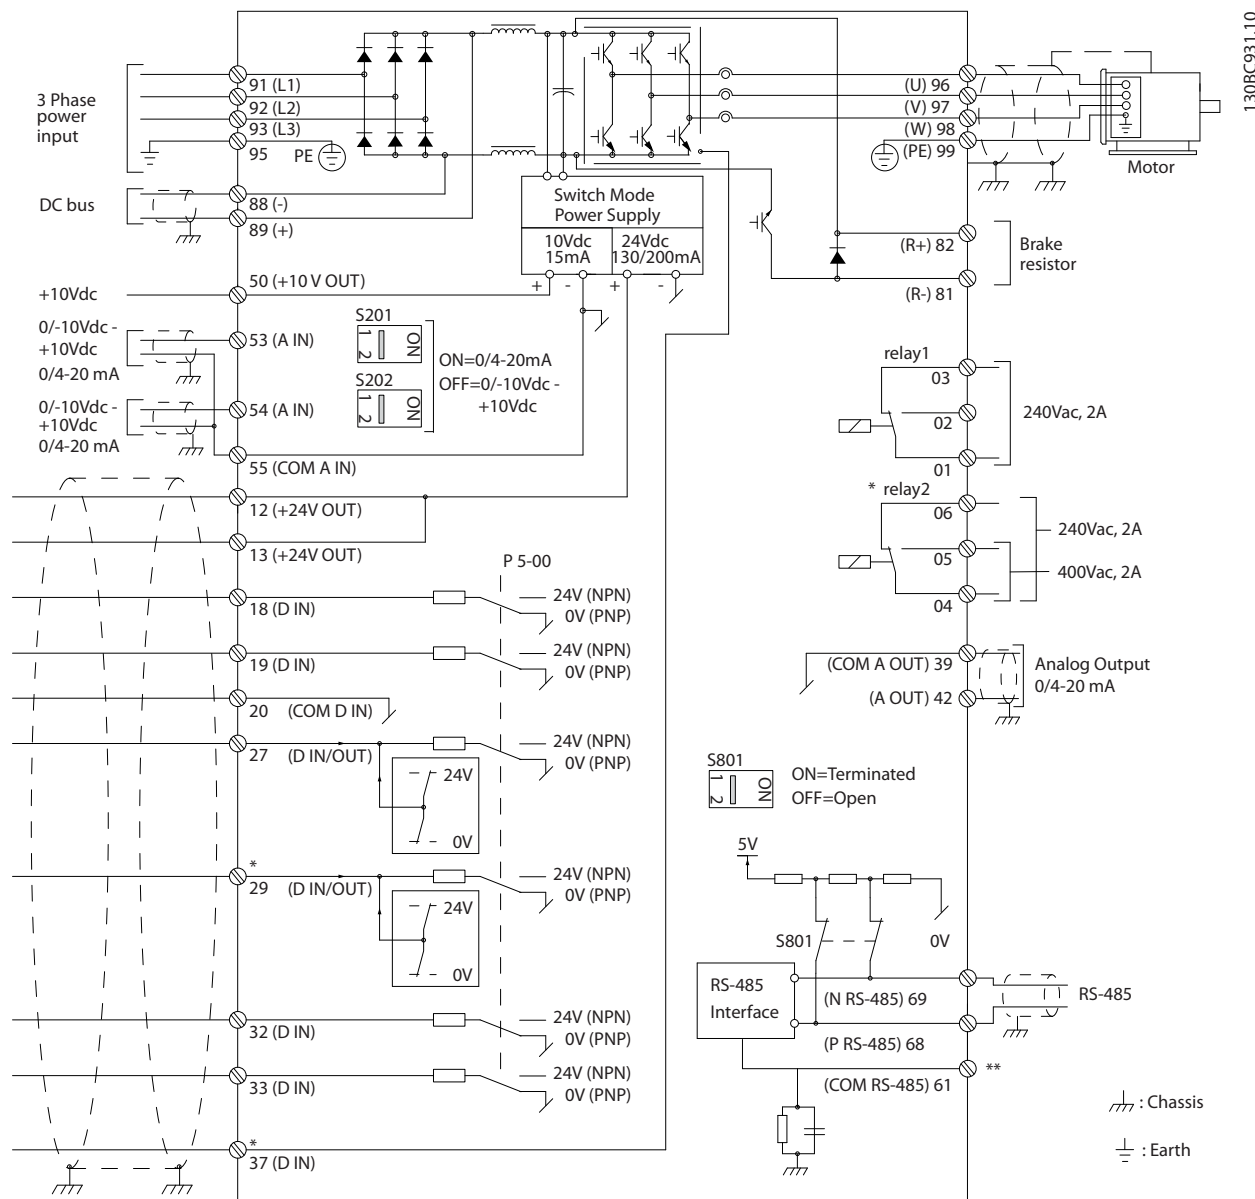 130BC931.10
3 Phase
power
input
91 (L1)
92 (L2)
93 (L3)
95
PE
DC bus
88 (-)
89 (+)
Switch Mode
Power Supply
10Vdc
15mA
24Vdc
130/200mA
+ - + -
(U) 96
(V) 97
(W) 98
(PE) 99
Motor
(R+) 82
(R-) 81
Brake
resistor
+10Vdc
50 (+10 V OUT)
0/-10Vdc -
+10Vdc
0/4-20 mA
53 (A IN)
0/-10Vdc -
+10Vdc
0/4-20 mA
54 (A IN)
55 (COM A IN)
S201
1 2
ON
S202
1 2
ON
ON=0/4-20mA
OFF=0/-10Vdc -
+10Vdc
relay1
03
02
01
240Vac, 2A
* relay2
06
05
04
240Vac, 2A
400Vac, 2A
12 (+24V OUT)
13 (+24V OUT)
P 5-00
18 (D IN)
24V (NPN)
0V (PNP)
19 (D IN)
24V (NPN)
0V (PNP)
20 (COM D IN)
27 (D IN/OUT)
24V (NPN)
0V (PNP)
24V
0V
*
29 (D IN/OUT)
24V (NPN)
0V (PNP)
24V
0V
32 (D IN)
24V (NPN)
0V (PNP)
33 (D IN)
24V (NPN)
0V (PNP)
*
37 (D IN)
(COM A OUT) 39
(A OUT) 42
Analog Output
0/4-20 mA
S801
1 2
ON
ON=Terminated
OFF=Open
5V
S801
0V
RS-485
Interface
(N RS-485) 69
(P RS-485) 68
(COM RS-485) 61
RS-485
**
: Chassis
: Earth